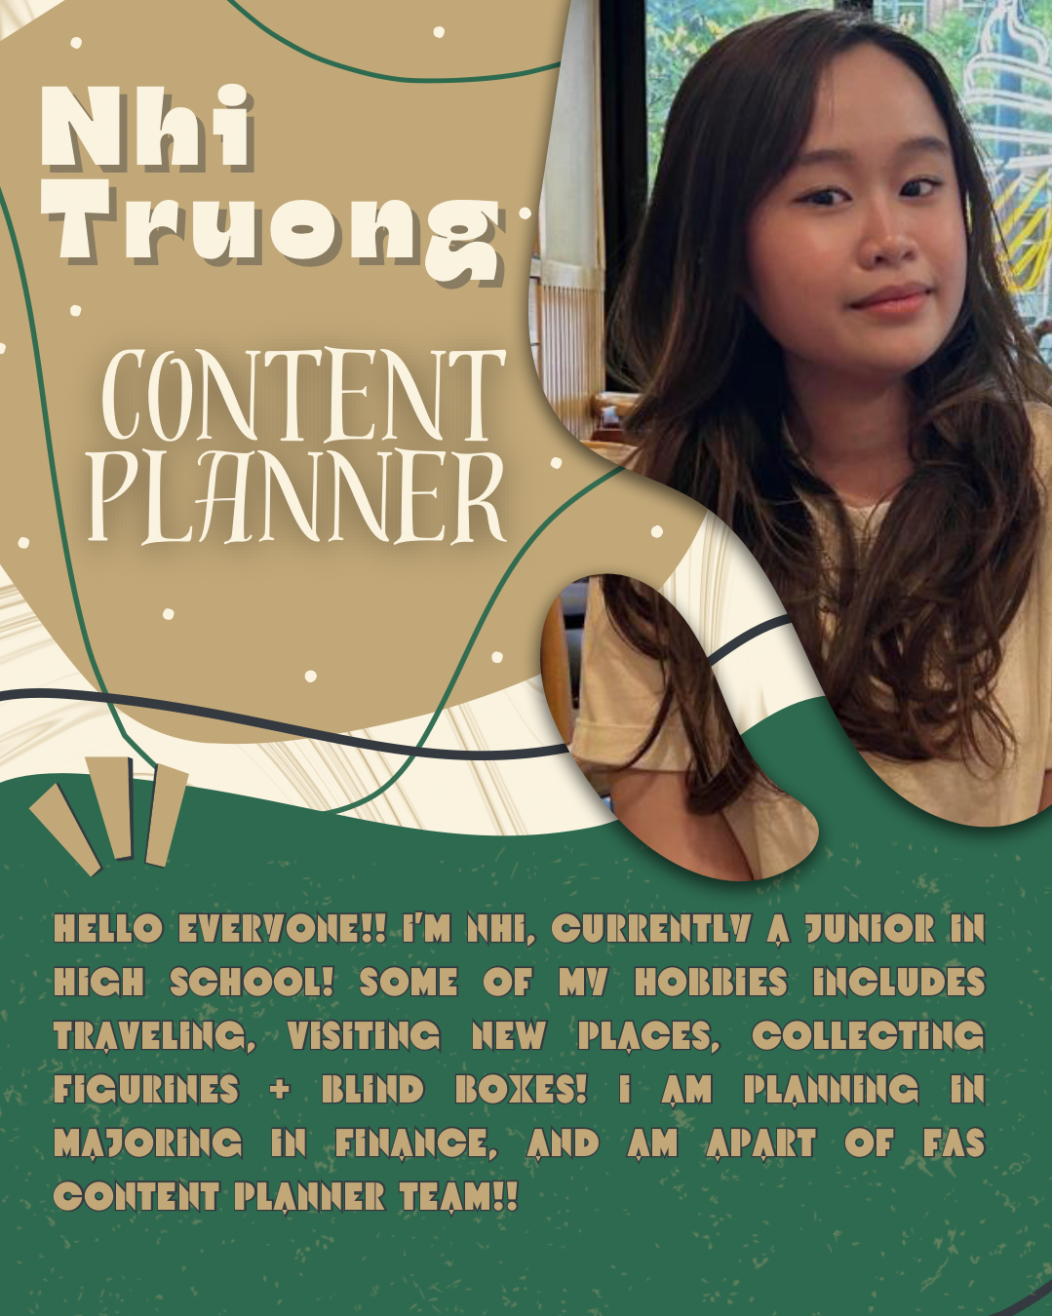 Nhi
Truong
CONTENT
PLANNER
HELLO EVERYONE!! I'M NHI, CURRENTLY A JUNIOR IN
HIGH SCHOOL! SOME OF MY HOBBIES INCLUDES
TRAVELING, VISITING NEW PLACES, COLLECTING
FIGURINES + BLIND BOXES! I AM PLANNING IN
MAJORING IN FINANCE, AND AM APART OF FAS
CONTENT PLANNER TEAM!!